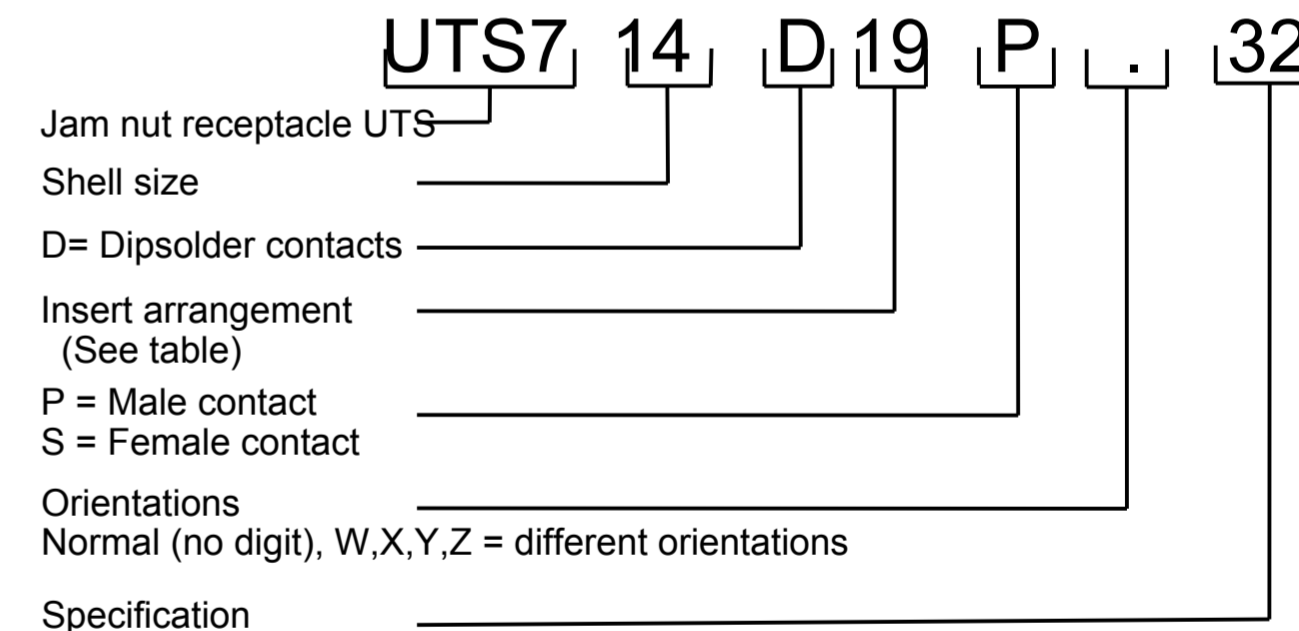 UTS7 14 D 19 P . 32
Jam nut receptacle UTS
Shell size
D= Dipsolder contacts
Insert arrangement
(See table)
P = Male contact
S = Female contact
Orientations
Normal (no digit), W,X,Y,Z = different orientations
Specification